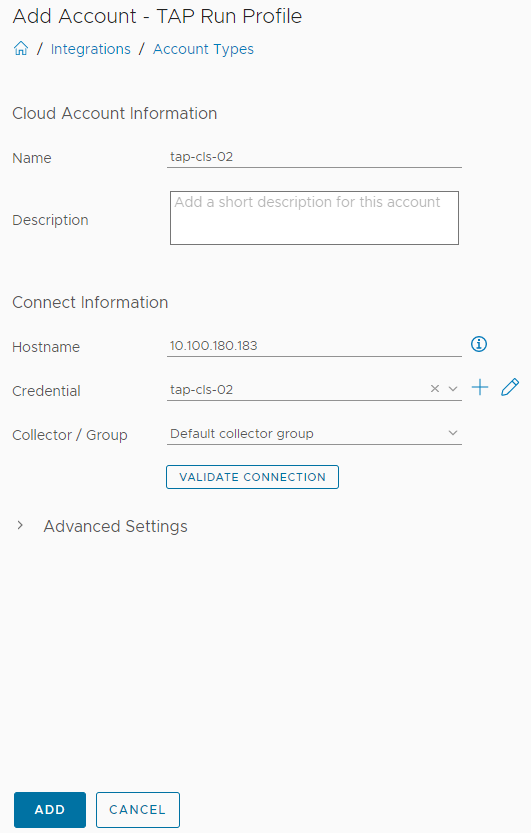 Add Account - TAP Run Profile
/ Integrations / Account Types
Cloud Account Information
Name tap-cls-02
Description Add a short description for this account
Connect Information
Hostname 10.100.180.183
Credential tap-cls-02
Collector / Group Default collector group
VALIDATE CONNECTION
Advanced Settings
ADD CANCEL